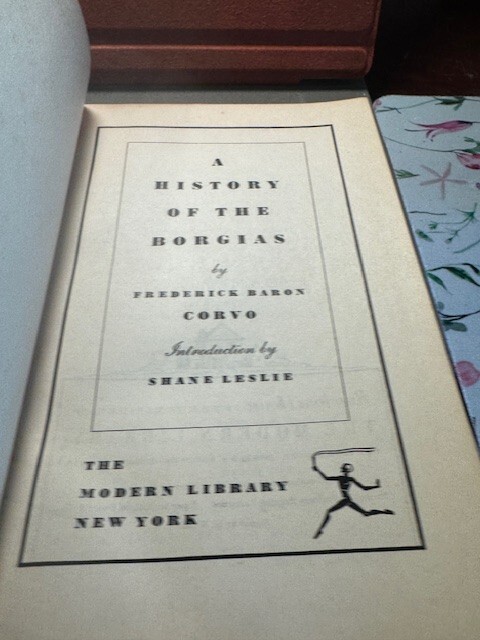 A
HISTORY
OF THE
BORGIAS
by
FREDERICK BARON
CORVO
Introduction by
SHANE LESLIE
THE
MODERN LIBRARY
NEW YORK